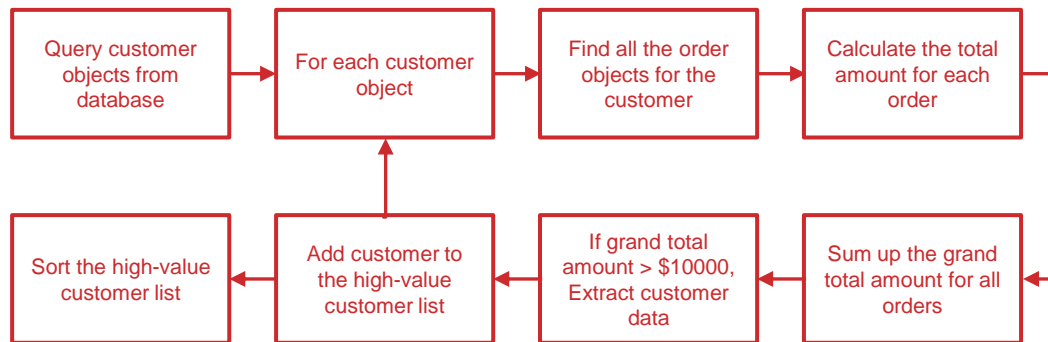 Query customer
objects from
database
For each customer
object
Find all the order
objects for the
customer
Calculate the total
amount for each
order
Sort the high-value
customer list
Add customer to
the high-value
customer list
If grand total
amount > $10000,
Extract customer
data
Sum up the grand
total amount for all
orders